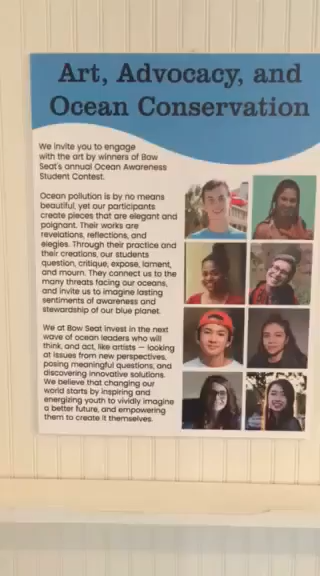 Art, Advocacy, and
Ocean Conservation
We invite you to engage
with the art by winners of Bow
Seat's annual Ocean Awareness
Student Contest.
Ocean pollution is by no means
beautiful, yet our participants
create pieces that are elegant and
poignant. Their works are
revelations, reflections, and
elegies. Through their practice and
their creations, our students
question, critique, expose, lament,
and mourn. They connect us to the
many threats facing our oceans,
and invite us to imagine lasting
sentiments of awareness and
stewardship of our blue planet.
We at Bow Seat invest in the next
wave of ocean leaders who will
think, and act, like artists — looking
at issues from new perspectives,
posing meaningful questions, and
discovering innovative solutions.
We believe that changing our
world starts by inspiring and
energizing youth to vividly imagine
a better future, and empowering
them to create it themselves.